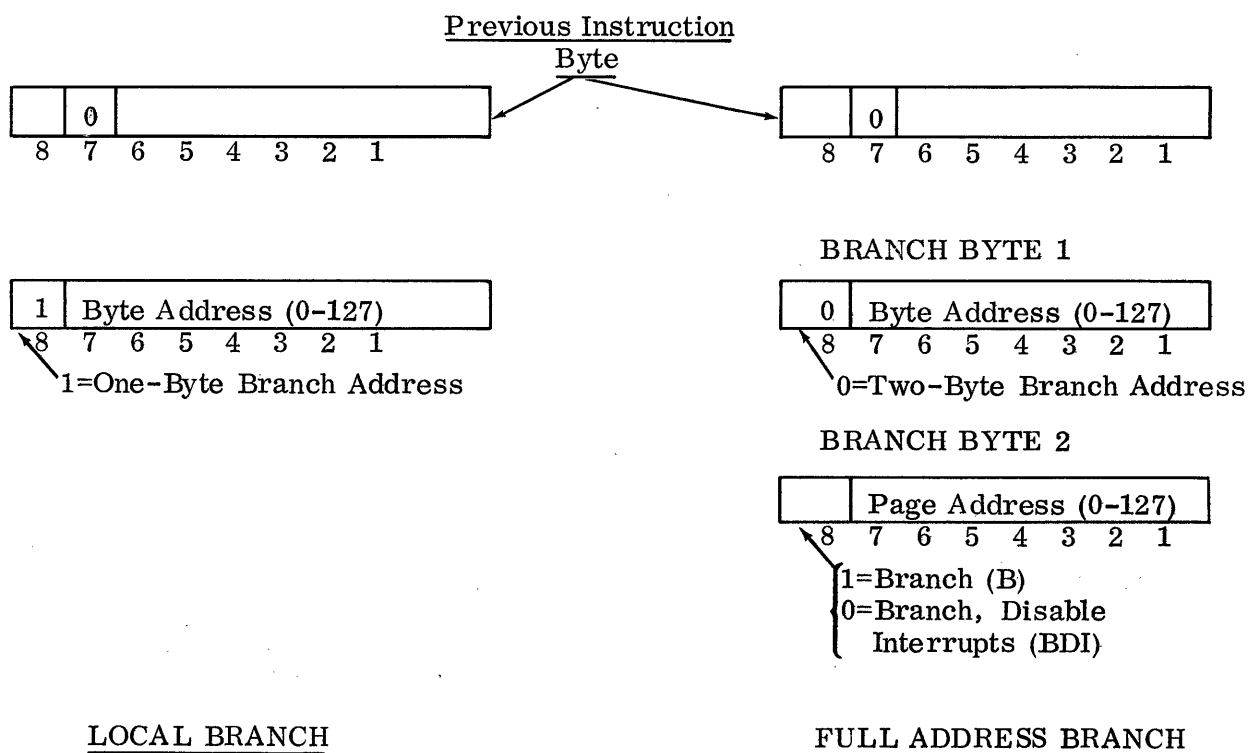 Previous Instruction
Byte
0
8 7 6 5 4 3 2 1
0
8 7 6 5 4 3 2 1
1 Byte Address (0-127)
8 7 6 5 4 3 2 1
1=One-Byte Branch Address
BRANCH BYTE 1
0 Byte Address (0-127)
8 7 6 5 4 3 2 1
0=Two-Byte Branch Address
BRANCH BYTE 2
Page Address (0-127)
8 7 6 5 4 3 2 1
1=Branch (B)
0=Branch, Disable
Interrupts (BDI)
LOCAL BRANCH
FULL ADDRESS BRANCH